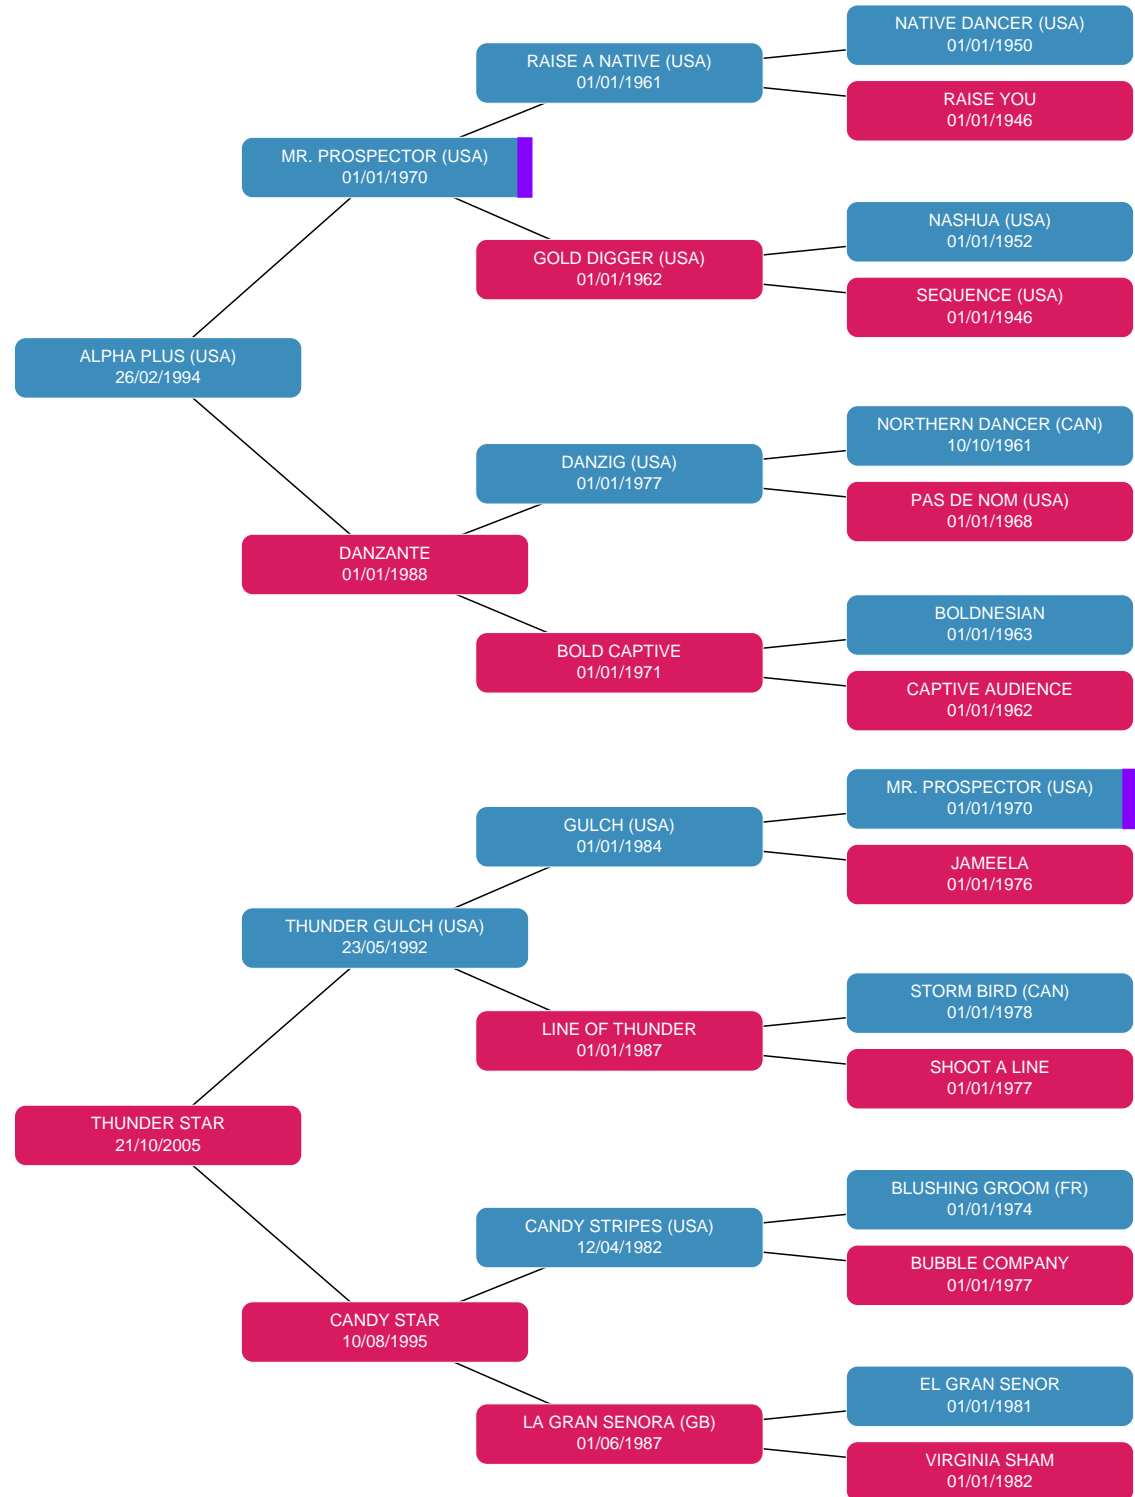 NATIVE DANCER (USA)
01/01/1950
RAISE A NATIVE (USA)
01/01/1961
RAISE YOU
01/01/1946
MR. PROSPECTOR (USA)
01/01/1970
NASHUA (USA)
01/01/1952
GOLD DIGGER (USA)
01/01/1962
SEQUENCE (USA)
01/01/1946
ALPHA PLUS (USA)
26/02/1994
NORTHERN DANCER (CAN)
10/10/1961
DANZIG (USA)
01/01/1977
PAS DE NOM (USA)
01/01/1968
DANZANTE
01/01/1988
BOLDNESIAN
01/01/1963
BOLD CAPTIVE
01/01/1971
CAPTIVE AUDIENCE
01/01/1962
MR. PROSPECTOR (USA)
01/01/1970
GULCH (USA)
01/01/1984
JAMEELA
01/01/1976
THUNDER GULCH (USA)
23/05/1992
STORM BIRD (CAN)
01/01/1978
LINE OF THUNDER
01/01/1987
SHOOT A LINE
01/01/1977
THUNDER STAR
21/10/2005
BLUSHING GROOM (FR)
01/01/1974
CANDY STRIPES (USA)
12/04/1982
BUBBLE COMPANY
01/01/1977
CANDY STAR
10/08/1995
EL GRAN SENOR
01/01/1981
LA GRAN SENORA (GB)
01/06/1987
VIRGINIA SHAM
01/01/1982